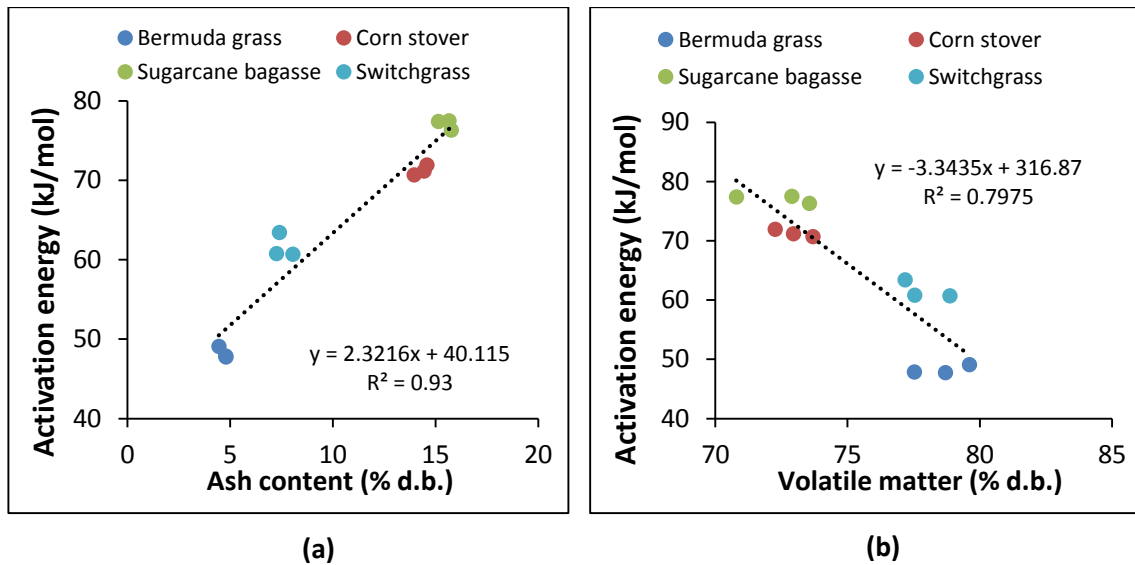 Bermuda grass Corn stover
Sugarcane bagasse Switchgrass
Activation energy (kJ/mol)
80
70
60
50
40
y = 2.3216x + 40.115
R² = 0.93
0 5 10 15 20
Ash content (% d.b.)
(a)
Bermuda grass Corn stover
Sugarcane bagasse Switchgrass
Activation energy (kJ/mol)
90
80
70
60
50
40
y = -3.3435x + 316.87
R² = 0.7975
70 75 80 85
Volatile matter (% d.b.)
(b)